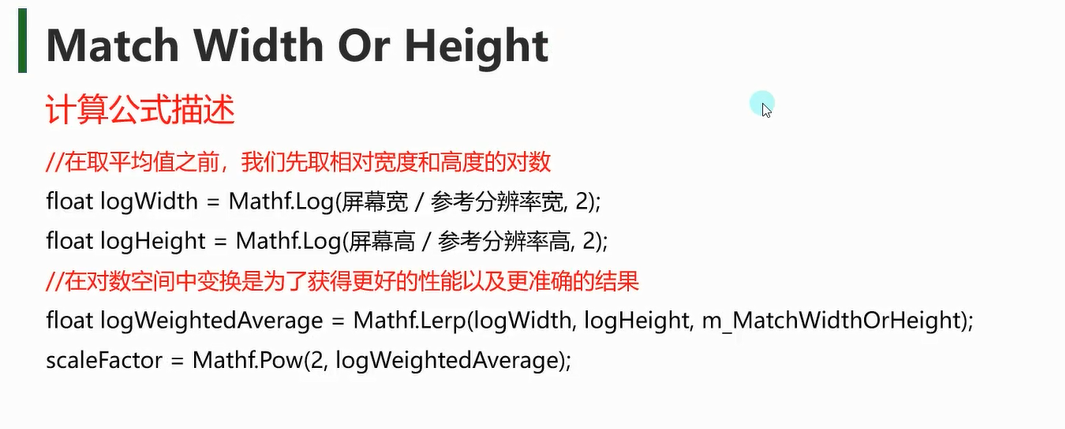 Match Width Or Height
计算公式描述
//在取平均值之前，我们先取相对宽度和高度的对数
float logWidth = Mathf.Log(屏幕宽 / 参考分辨率宽, 2);
float logHeight = Mathf.Log(屏幕高 / 参考分辨率高, 2);
//在对数空间中变换是为了获得更好的性能以及更准确的结果
float logWeightedAverage = Mathf.Lerp(logWidth, logHeight, m_MatchWidthOrHeight);
scaleFactor = Mathf.Pow(2, logWeightedAverage);